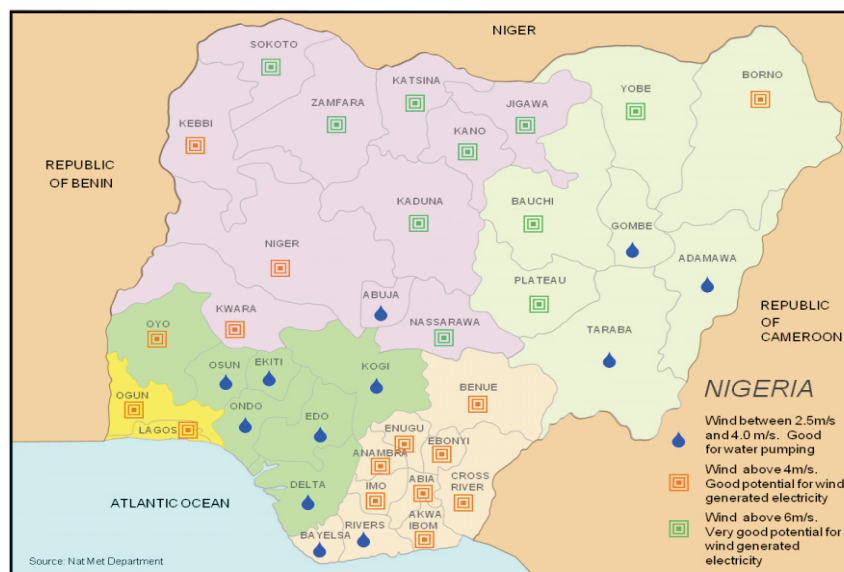 NIGER
SOKOTO
KATSINA
YOBE
BORNO
ZAMFARA
JIGAWA
KEBBI
KANO
REPUBLIC
OF BENIN
KADUNA
BAUCHI
GOMBE
NIGER
ADAMAWA
PLATEAU
ABUJA
KWARA
NASSARAWA
REPUBLIC
OF
CAMEROON
OYO
TARABA
OSUN
EKITI
KOGI
OGUN
BENUE
NIGERIA
ONDO
EDO
LAGOS
ENUGU
EBONYI
ANAMBRA
Wind between 2.5m/s
and 4.0 m/s. Good
for water pumping
DELTA
IMO
ABIA
CROSS
RIVER
Wind above 4m/s.
Good potential for wind
generated electricity
ATLANTIC OCEAN
AKWA
IBOM
BAYELSA
RIVERS
Wind above 6m/s.
Very good potential for
wind generated
electricity
Source: Nat Met Department